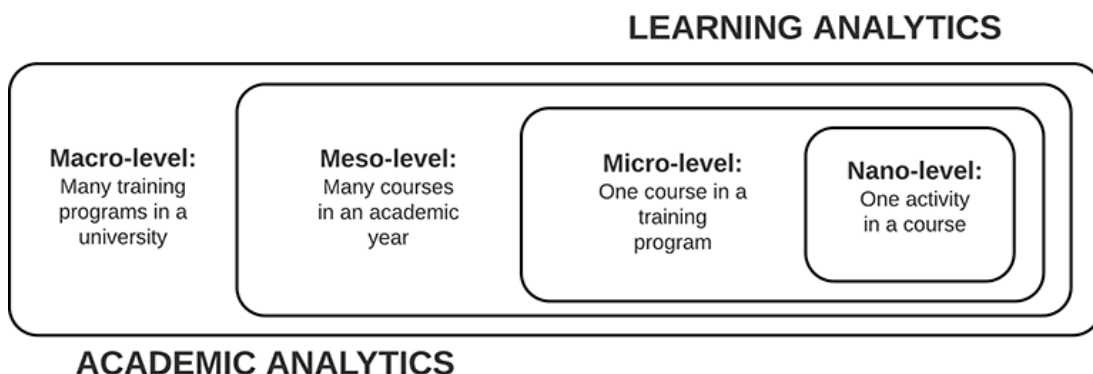 LEARNING ANALYTICS
Macro-level:
Many training
programs in a
university
Meso-level:
Many courses
in an academic
year
Micro-level:
One course in a
training
program
Nano-level:
One activity
in a course
ACADEMIC ANALYTICS